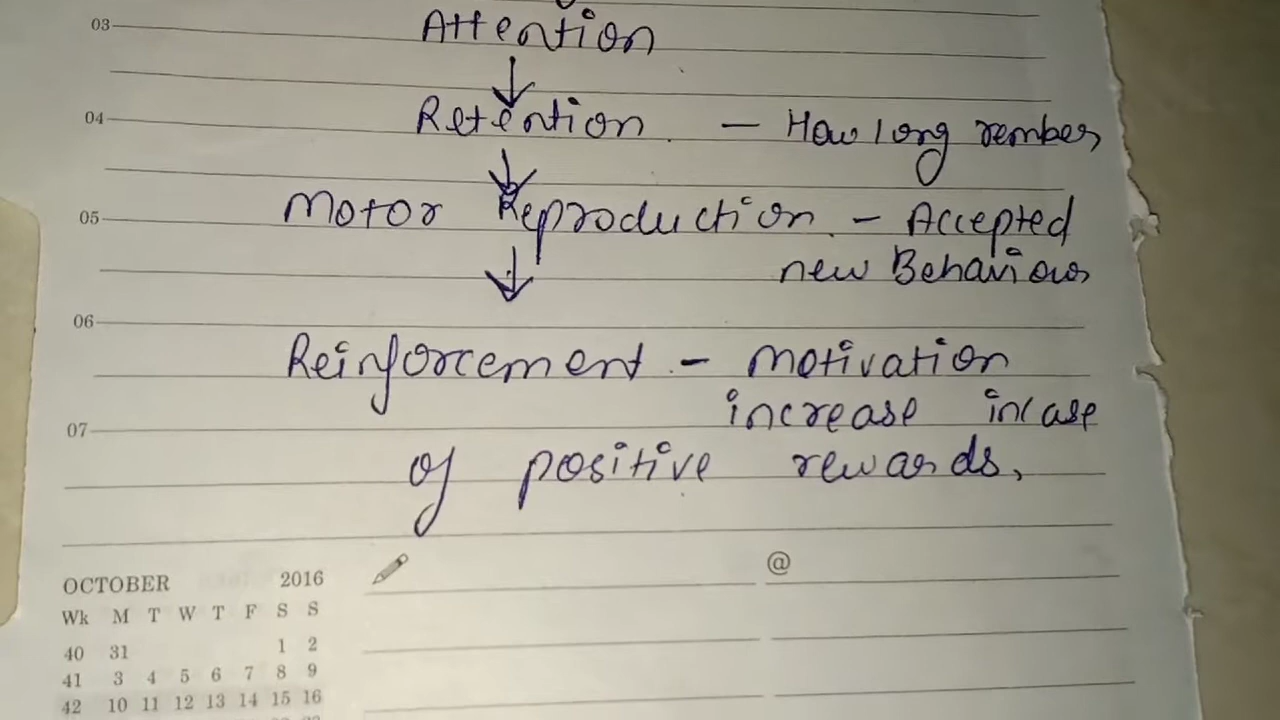 03 Attention
04 Retention - How long rember
05 Motor Reproduction - Accepted
new Behaviour
06
Reinforcement - motivation
increase incase
07
of positive rewards,
OCTOBER 2016
@
Wk M T W T F S S
40 31 1 2
41 3 4 5 6 7 8 9
42 10 11 12 13 14 15 16